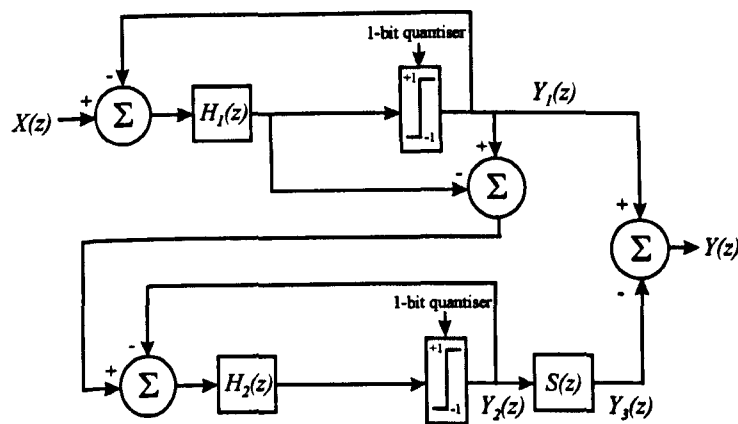 1-bit quantiser
-
+1
+
X(z)
Σ
H₁(z)
-1
Y₁(z)
+
-
Σ
+
Σ
Y(z)
-
1-bit quantiser
-
+1
+
Σ
H₂(z)
-1
Y₂(z)
S(z)
Y₃(z)